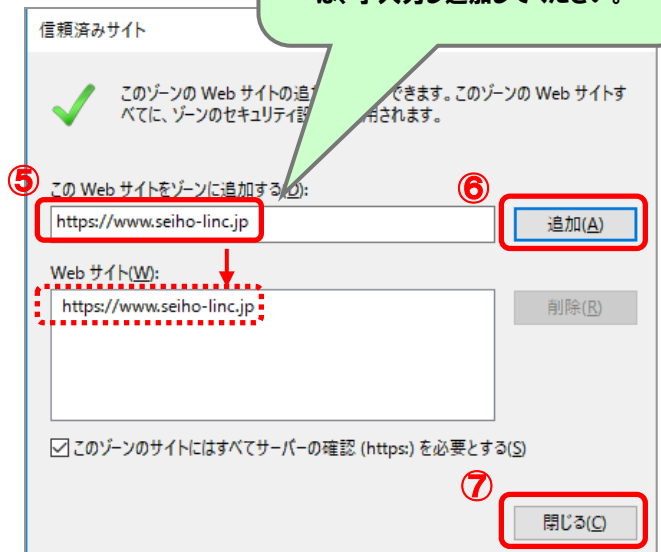 は、手入力し追加してください。
信頼済みサイト
このゾーンの Web サイトの追 できます。このゾーンの Web サイトす
べてに、ゾーンのセキュリティ 用されます。
⑤
この Web サイトをゾーンに追加する(D):
⑥
https://www.seiho-linc.jp
追加(A)
Web サイト(W):
https://www.seiho-linc.jp
削除(R)
このゾーンのサイトにはすべてサーバーの確認 (https:) を必要とする(S)
⑦
閉じる(C)